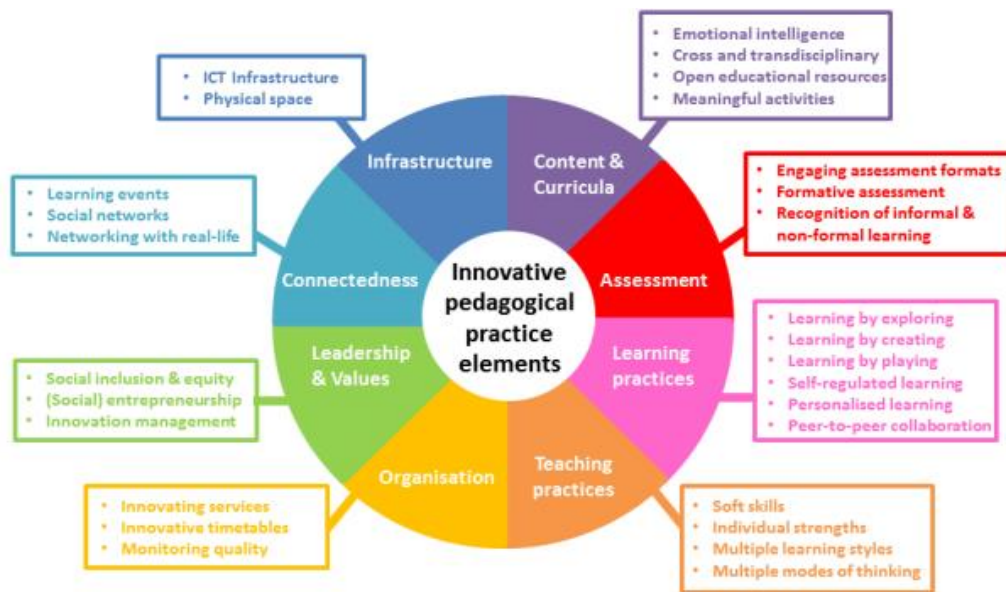 • Emotional intelligence
• Cross and transdisciplinary
• Open educational resources
• Meaningful activities
• ICT Infrastructure
• Physical space
Infrastructure
Content &
Curricula
• Engaging assessment formats
• Formative assessment
• Recognition of informal &
non-formal learning
• Learning events
• Social networks
• Networking with real-life
Connectedness
Innovative
pedagogical
practice
elements
Assessment
• Learning by exploring
• Learning by creating
• Learning by playing
• Self-regulated learning
• Personalised learning
• Peer-to-peer collaboration
Leadership
& Values
Learning
practices
• Social inclusion & equity
• (Social) entrepreneurship
• Innovation management
Organisation
Teaching
practices
• Innovating services
• Innovative timetables
• Monitoring quality
• Soft skills
• Individual strengths
• Multiple learning styles
• Multiple modes of thinking